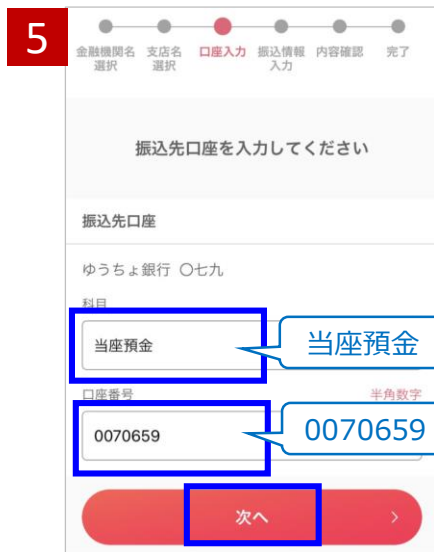 5
金融機関名
選択
支店名
選択
口座入力
振込情報
入力
内容確認
完了
振込先口座を入力してください
振込先口座
ゆうちょ銀行 〇七九
科目
当座預金
当座預金
口座番号
半角数字
0070659
0070659
次へ